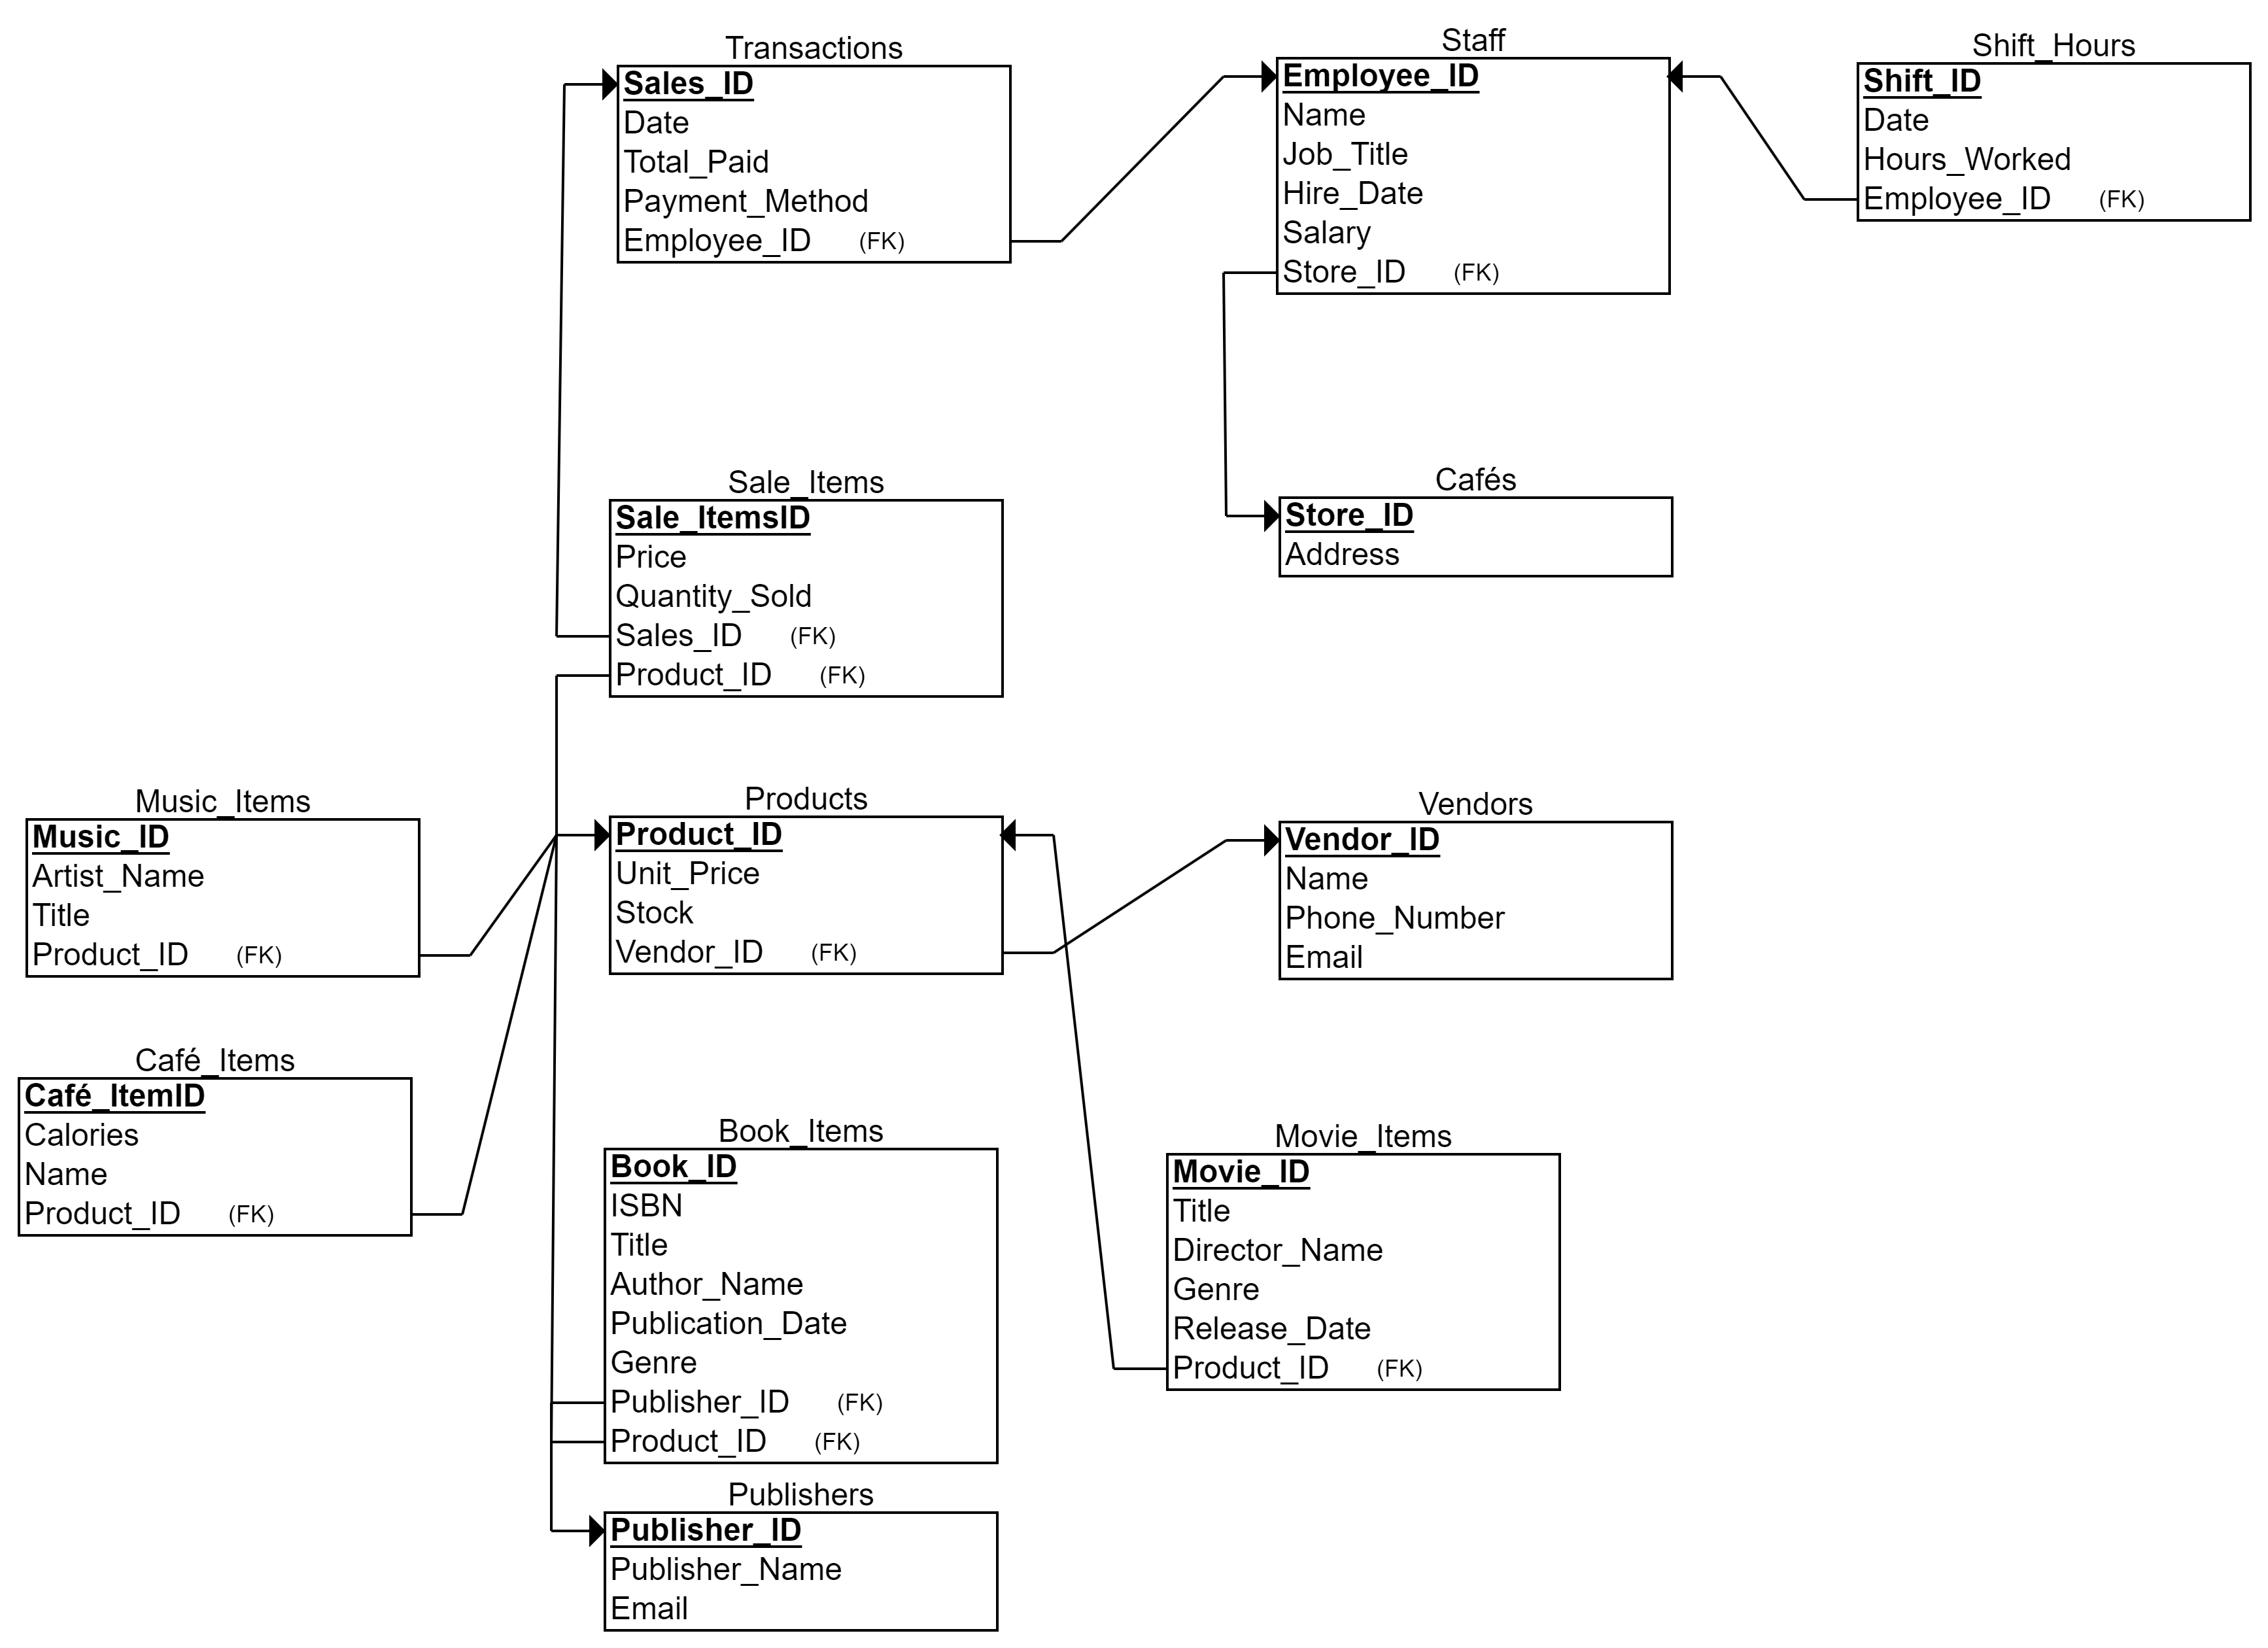 Transactions
Sales_ID
Date
Total_Paid
Payment_Method
Employee_ID (FK)
Staff
Employee_ID
Name
Job_Title
Hire_Date
Salary
Store_ID (FK)
Shift_Hours
Shift_ID
Date
Hours_Worked
Employee_ID (FK)
Sale_Items
Sale_ItemsID
Price
Quantity_Sold
Sales_ID (FK)
Product_ID (FK)
Cafés
Store_ID
Address
Music_Items
Music_ID
Artist_Name
Title
Product_ID (FK)
Products
Product_ID
Unit_Price
Stock
Vendor_ID (FK)
Vendors
Vendor_ID
Name
Phone_Number
Email
Café_Items
Café_ItemID
Calories
Name
Product_ID (FK)
Book_Items
Book_ID
ISBN
Title
Author_Name
Publication_Date
Genre
Publisher_ID (FK)
Product_ID (FK)
Movie_Items
Movie_ID
Title
Director_Name
Genre
Release_Date
Product_ID (FK)
Publishers
Publisher_ID
Publisher_Name
Email